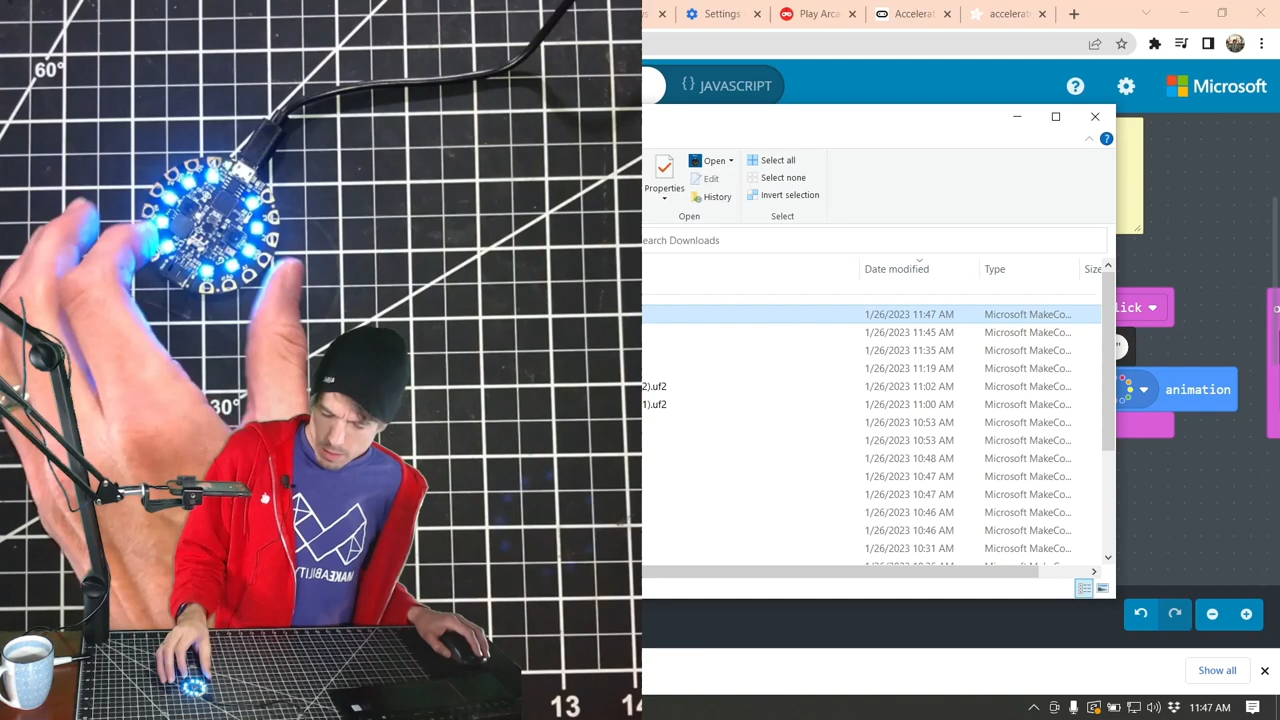 60°
30°
MAKEABILITY
13
Settings
Play Arca
Accelerat
accelerat
JAVASCRIPT
Microsoft
Properties
Open
Edit
History
Open
Select all
Select none
Invert selection
Select
earch Downloads
Date modified
Type
Size
1/26/2023 11:47 AM
Microsoft MakeCo...
1/26/2023 11:45 AM
Microsoft MakeCo...
1/26/2023 11:35 AM
Microsoft MakeCo...
1/26/2023 11:19 AM
Microsoft MakeCo...
2).uf2
1/26/2023 11:02 AM
Microsoft MakeCo...
1).uf2
1/26/2023 11:00 AM
Microsoft MakeCo...
1/26/2023 10:53 AM
Microsoft MakeCo...
1/26/2023 10:53 AM
Microsoft MakeCo...
1/26/2023 10:48 AM
Microsoft MakeCo...
1/26/2023 10:47 AM
Microsoft MakeCo...
1/26/2023 10:47 AM
Microsoft MakeCo...
1/26/2023 10:46 AM
Microsoft MakeCo...
1/26/2023 10:46 AM
Microsoft MakeCo...
1/26/2023 10:31 AM
Microsoft MakeCo...
lick
"
animation
Show all
11:47 AM